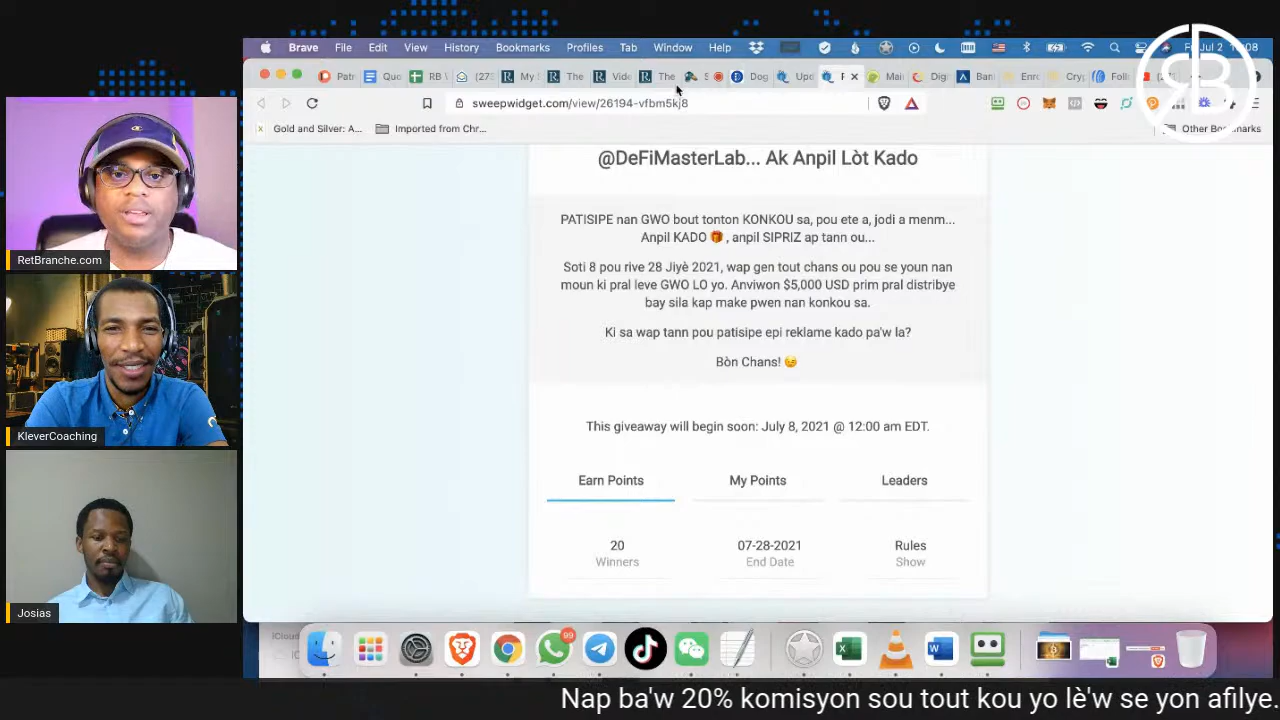 Brave File Edit View History Bookmarks Profiles Tab Window Help
sweepwidget.com/view/26194-vfbm5kj8
Gold and Silver: A...
Imported from Chr...
Other Bookmarks
@DeFiMasterLab... Ak Anpil Lòt Kado
PATISIPE nan GWO bout tonton KONKOU sa, pou ete a, jodi a menm...
Anpil KADO 🎁 , anpil SIPRIZ ap tann ou...
Soti 8 pou rive 28 Jiyè 2021, wap gen tout chans ou pou se youn nan
moun ki pral leve GWO LO yo. Anviwon $5,000 USD prim pral distribye
bay sila kap make pwen nan konkou sa.
Ki sa wap tann pou patisipe epi reklame kado pa'w la?
Bòn Chans! 😉
This giveaway will begin soon: July 8, 2021 @ 12:00 am EDT.
Earn Points
My Points
Leaders
20
Winners
07-28-2021
End Date
Rules
Show
RetBranche.com
KleverCoaching
Josias
99
Nap ba'w 20% komisyon sou tout kou yo lè'w se yon afilye.